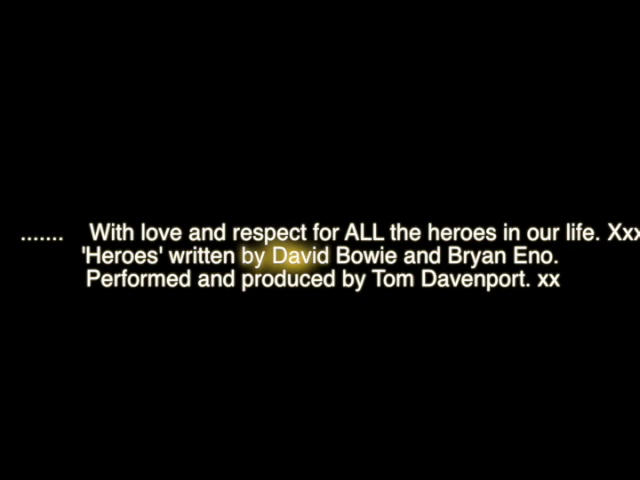 ....... With love and respect for ALL the heroes in our life. Xxx
'Heroes' written by David Bowie and Bryan Eno.
Performed and produced by Tom Davenport. xx